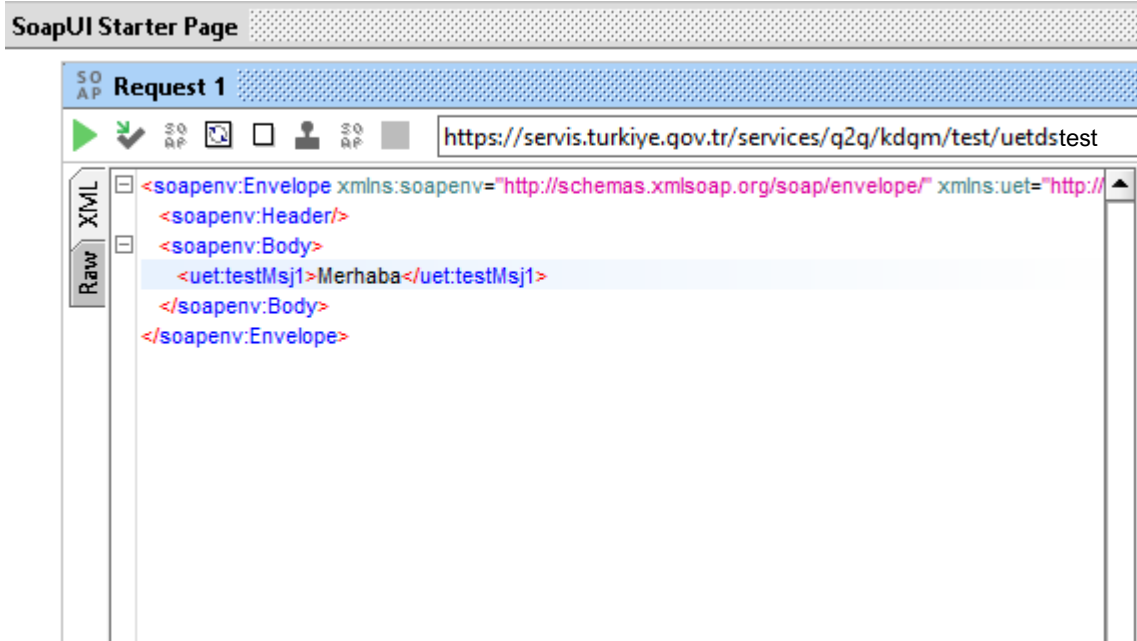 SoapUI Starter Page
SO AP Request 1
https://servis.turkiye.gov.tr/services/g2g/kdgm/test/uetdstest
XML
<soapenv:Envelope xmlns:soapenv="http://schemas.xmlsoap.org/soap/envelope/" xmlns:uet="http://
<soapenv:Header/>
<soapenv:Body>
<uet:testMsj1>Merhaba</uet:testMsj1>
</soapenv:Body>
</soapenv:Envelope>
Raw